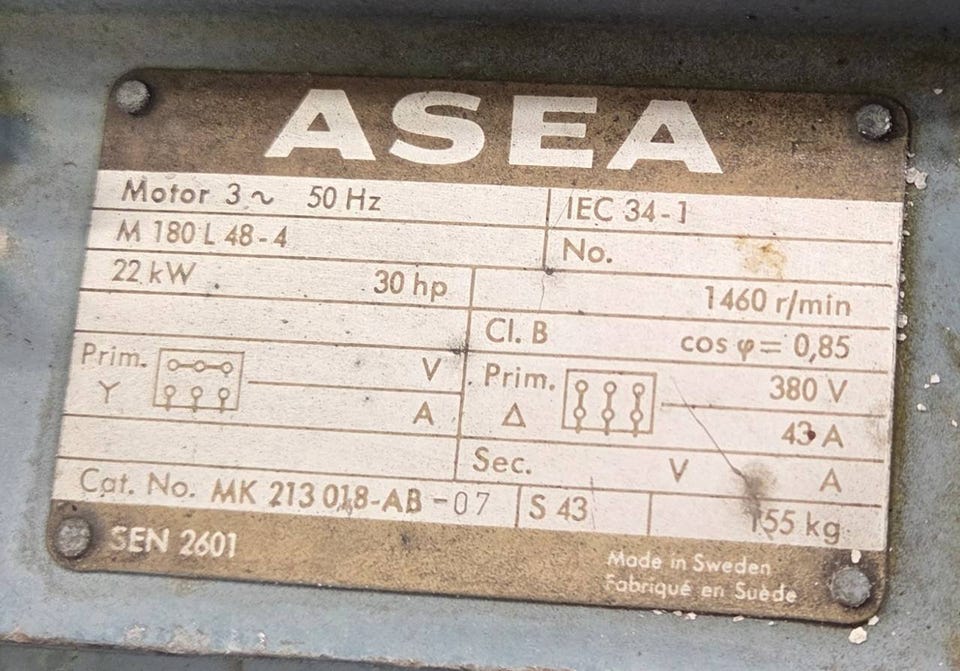 ASEA
Motor 3~ 50 Hz
IEC 34-1
M 180 L 48-4
No.
22 kW 30 hp
1460 r/min
Cl. B cos φ = 0,85
Prim. V
Y A
Prim. 380 V
Δ 43 A
Sec. V A
Cat. No. MK 213 018-AB-07 S 43 155 kg
SEN 2601
Made in Sweden
Fabriqué en Suède